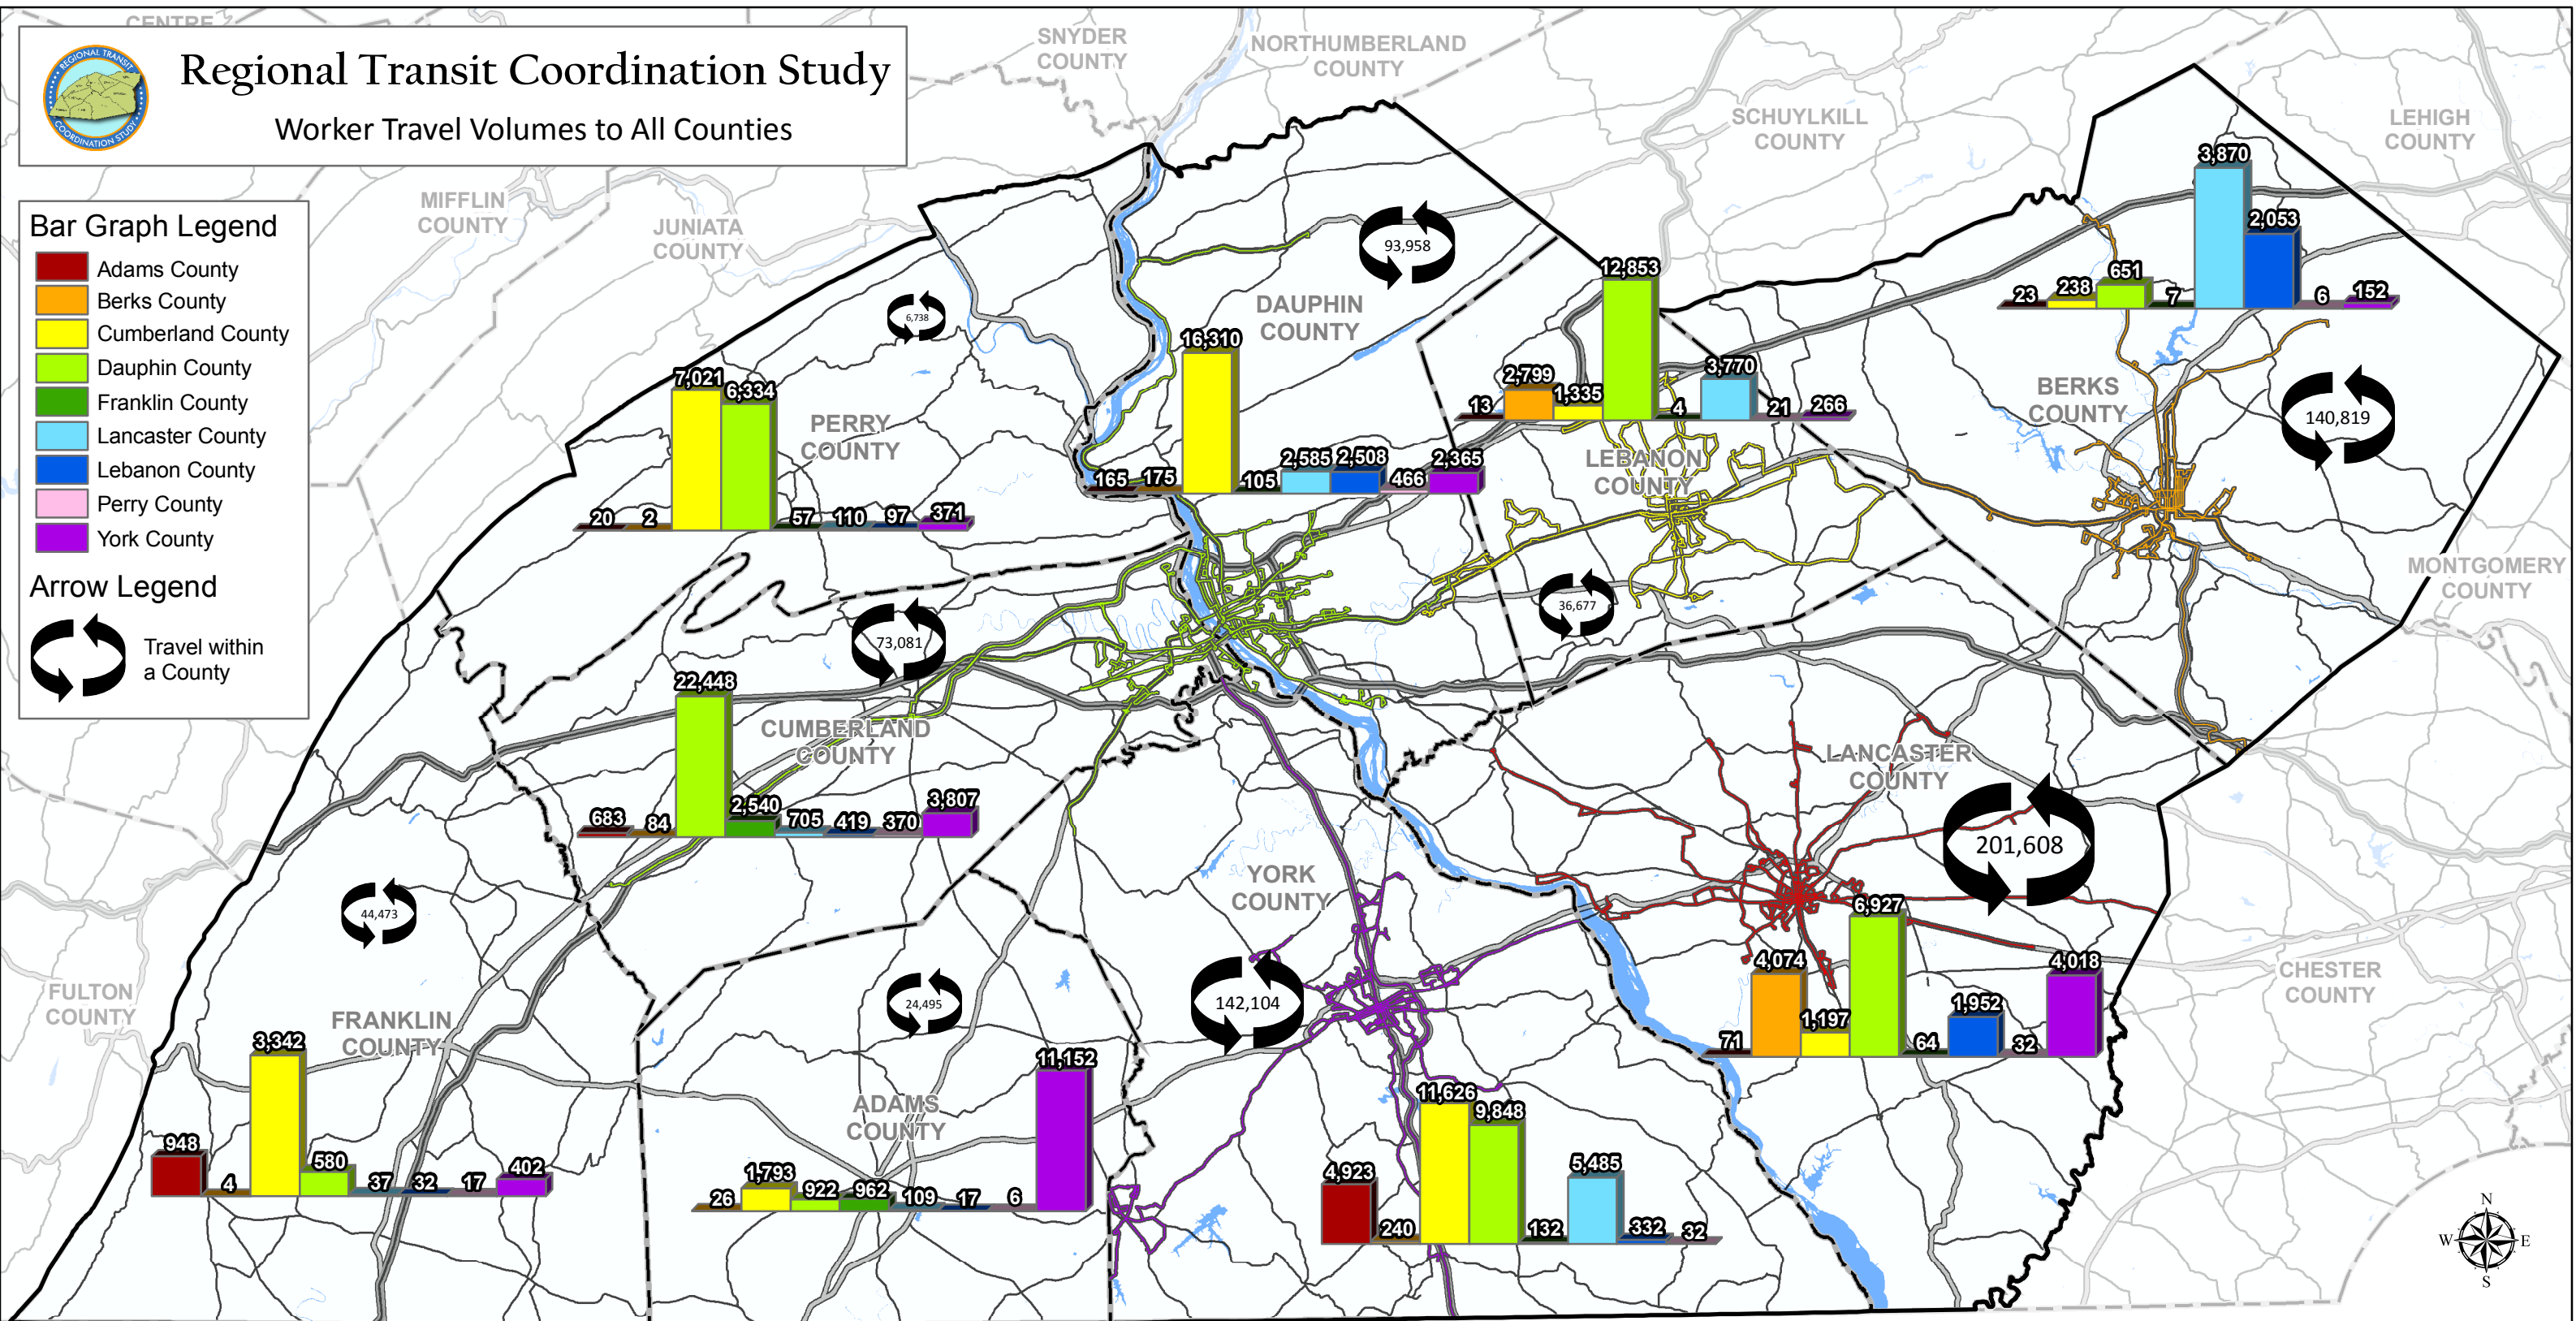 CENTRE
SNYDER
COUNTY
NORTHUMBERLAND
COUNTY
REGIONAL TRANSIT
COORDINATION STUDY
Regional Transit Coordination Study
Worker Travel Volumes to All Counties
SCHUYLKILL
COUNTY
LEHIGH
COUNTY
MIFFLIN
COUNTY
JUNIATA
COUNTY
Bar Graph Legend
Adams County
Berks County
Cumberland County
Dauphin County
Franklin County
Lancaster County
Lebanon County
Perry County
York County
Arrow Legend
Travel within
a County
93,958
DAUPHIN
COUNTY
16,310
165 175 105 2,585 2,508 466 2,365
6,738
7,021 6,334
PERRY
COUNTY
20 2 57 110 97 371
12,853
2,799 1,335 3,770
13 4 21 266
LEBANON
COUNTY
36,677
3,870
2,053
23 238 651 7 6 152
BERKS
COUNTY
140,819
MONTGOMERY
COUNTY
73,081
22,448
CUMBERLAND
COUNTY
683 84 2,540 705 419 370 3,807
LANCASTER
COUNTY
201,608
6,927
4,074 4,018
71 1,197 64 1,952 32
CHESTER
COUNTY
YORK
COUNTY
142,104
11,626
9,848
4,923 240 132 5,485 332 32
44,473
FULTON
COUNTY
FRANKLIN
COUNTY
3,342
948 4 580 37 32 17 402
24,495
ADAMS
COUNTY
11,152
26 1,793 922 962 109 17 6
N
W E
S